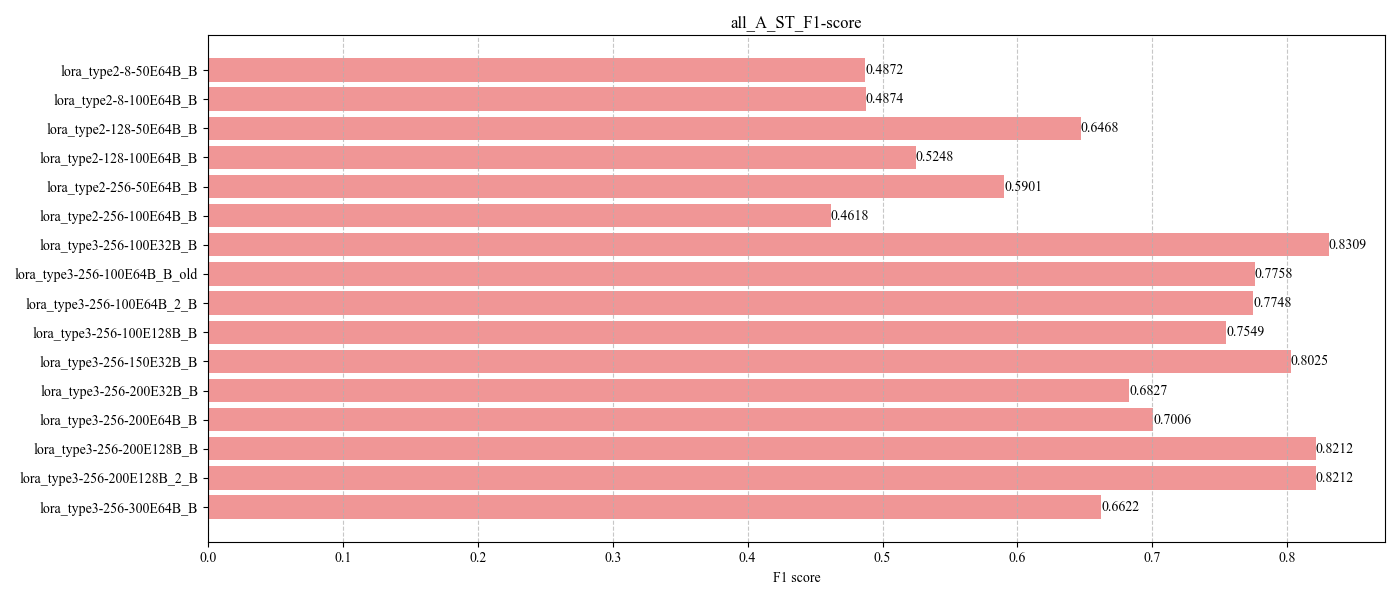 all_A_ST_F1-score
lora_type2-8-50E64B_B 0.4872
lora_type2-8-100E64B_B 0.4874
lora_type2-128-50E64B_B 0.6468
lora_type2-128-100E64B_B 0.5248
lora_type2-256-50E64B_B 0.5901
lora_type2-256-100E64B_B 0.4618
lora_type3-256-100E32B_B 0.8309
lora_type3-256-100E64B_B_old 0.7758
lora_type3-256-100E64B_2_B 0.7748
lora_type3-256-100E128B_B 0.7549
lora_type3-256-150E32B_B 0.8025
lora_type3-256-200E32B_B 0.6827
lora_type3-256-200E64B_B 0.7006
lora_type3-256-200E128B_B 0.8212
lora_type3-256-200E128B_2_B 0.8212
lora_type3-256-300E64B_B 0.6622
0.0 0.1 0.2 0.3 0.4 0.5 0.6 0.7 0.8
F1 score